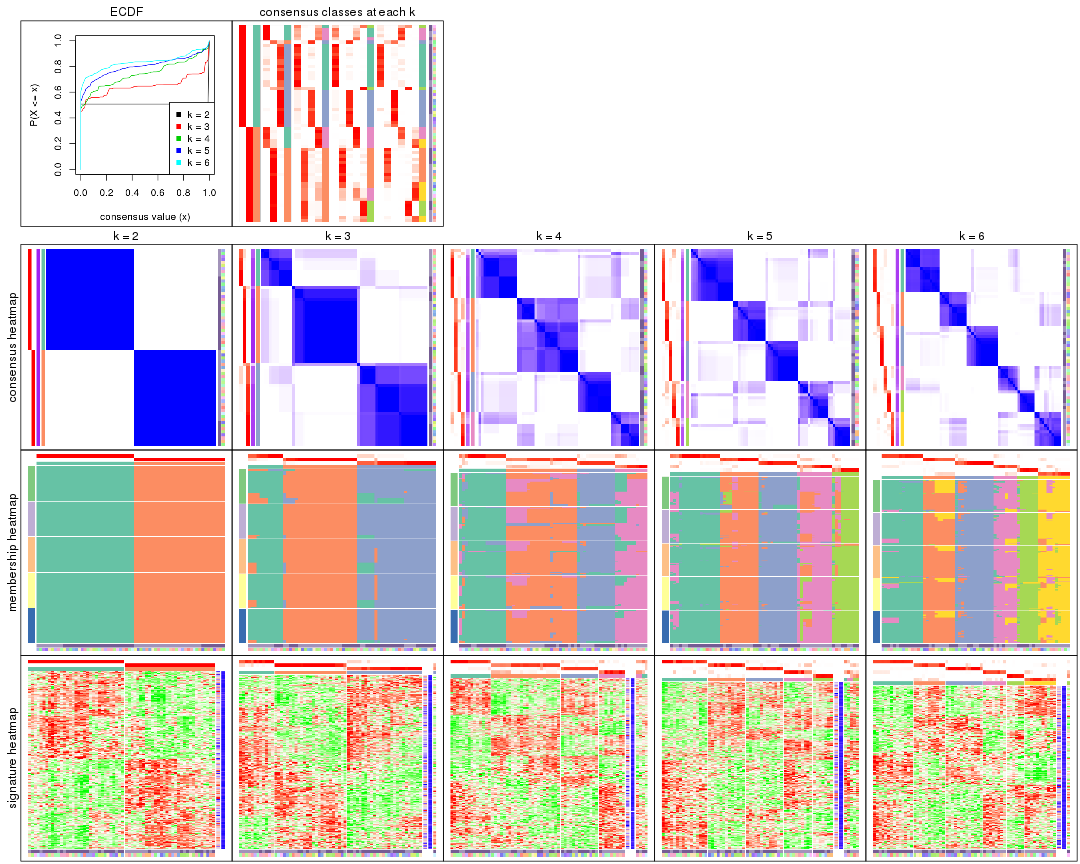 ECDF
consensus classes at each k
P(X <= x)
0.0 0.2 0.4 0.6 0.8 1.0
k = 2
k = 3
k = 4
k = 5
k = 6
0.0 0.2 0.4 0.6 0.8 1.0
consensus value (x)
k = 2 k = 3 k = 4 k = 5 k = 6
consensus heatmap
membership heatmap
signature heatmap